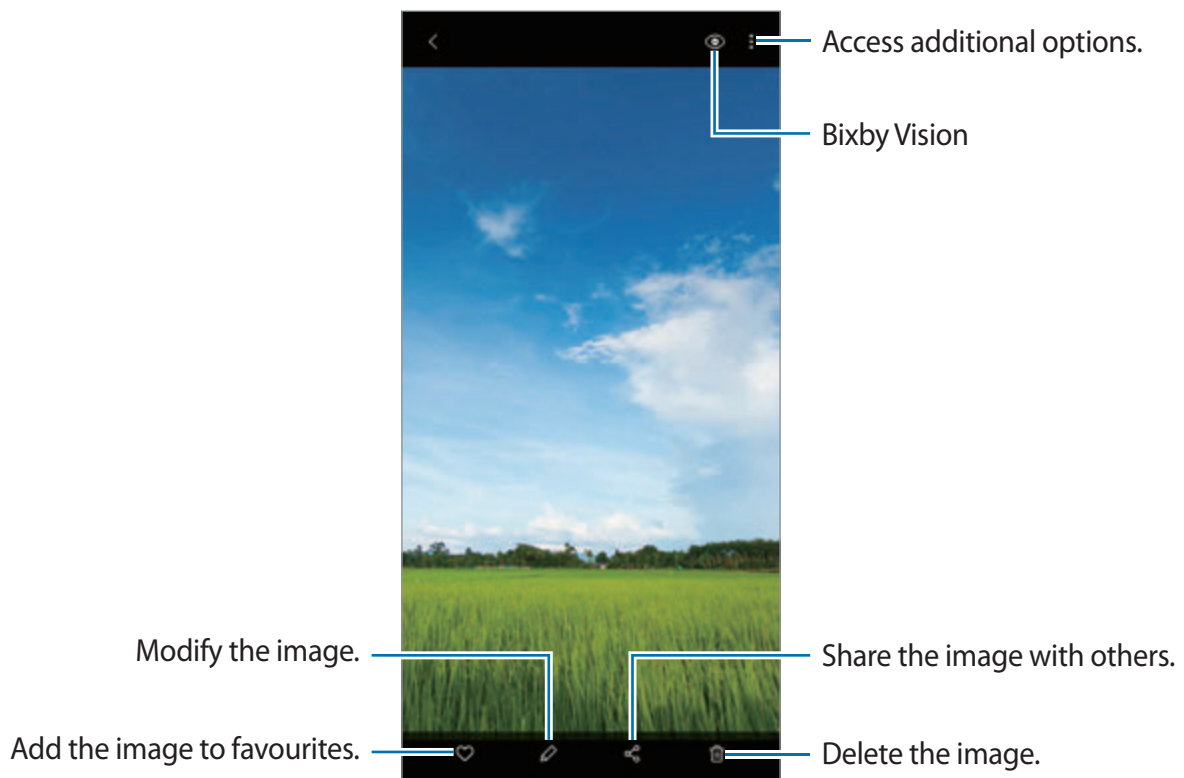 Access additional options.
Bixby Vision
Modify the image.
Share the image with others.
Add the image to favourites.
Delete the image.